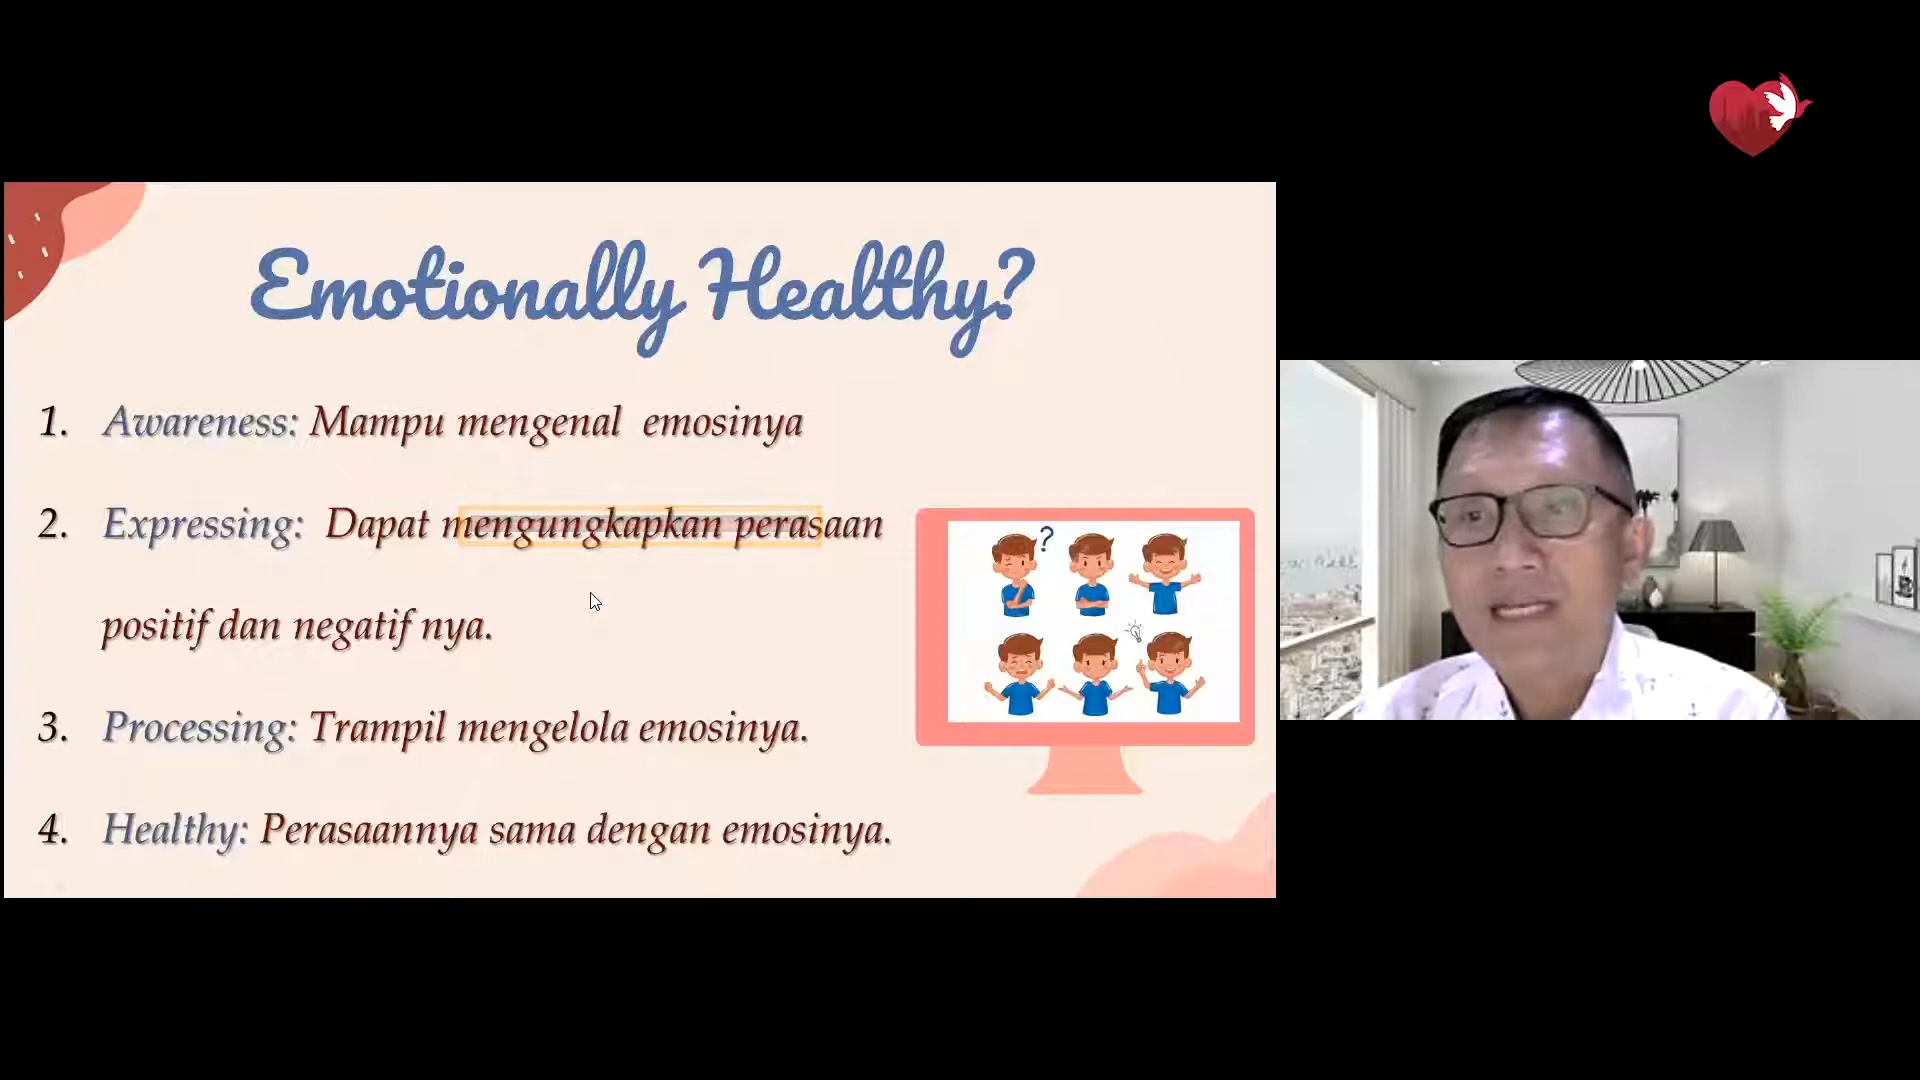 Emotionally Healthy?
1. Awareness: Mampu mengenal emosinya
2. Expressing: Dapat mengungkapkan perasaan
positif dan negatif nya.
?
3. Processing: Trampil mengelola emosinya.
4. Healthy: Perasaannya sama dengan emosinya.